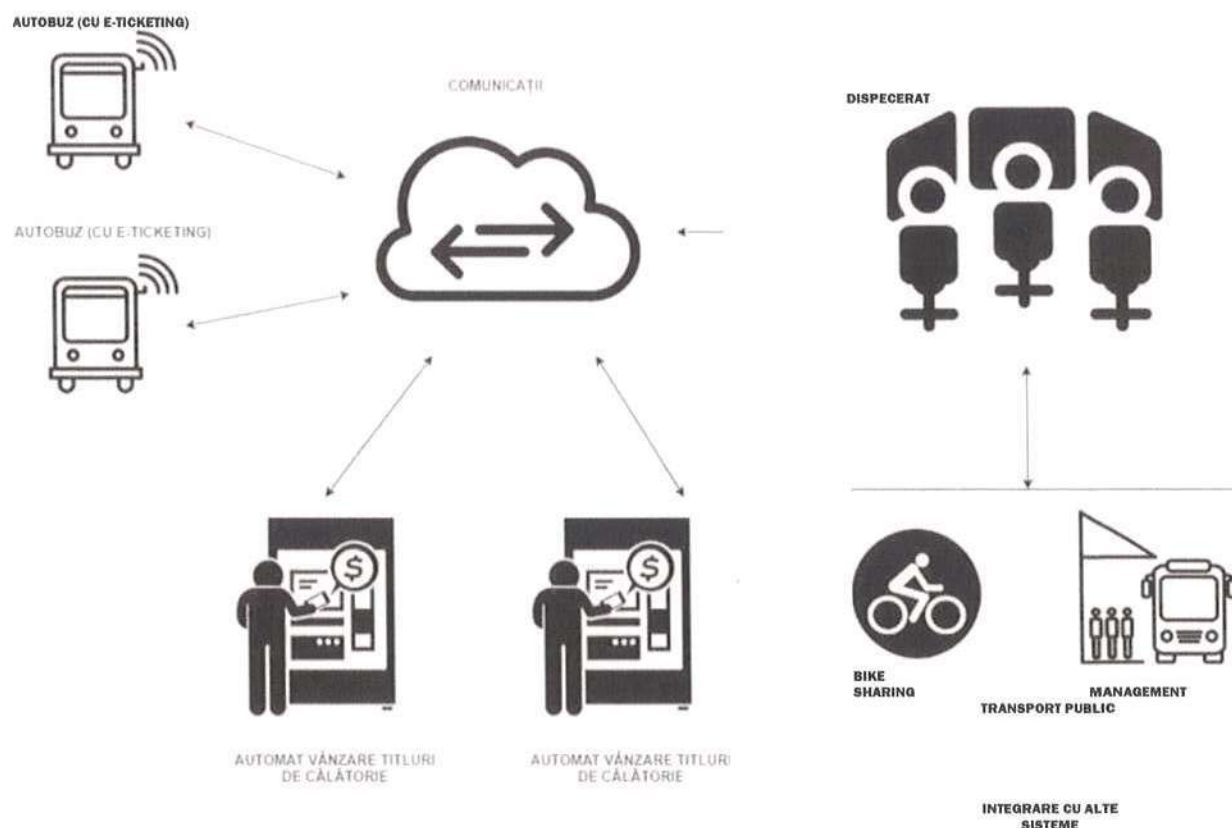 AUTOBUZ (CU E-TICKETING)
COMUNICAȚII
DISPECERAT
AUTOBUZ (CU E-TICKETING)
$
$
BIKE
SHARING
MANAGEMENT
TRANSPORT PUBLIC
AUTOMAT VÂNZARE TITLURI
DE CĂLĂTORIE
AUTOMAT VÂNZARE TITLURI
DE CĂLĂTORIE
INTEGRARE CU ALTE
SISTEME